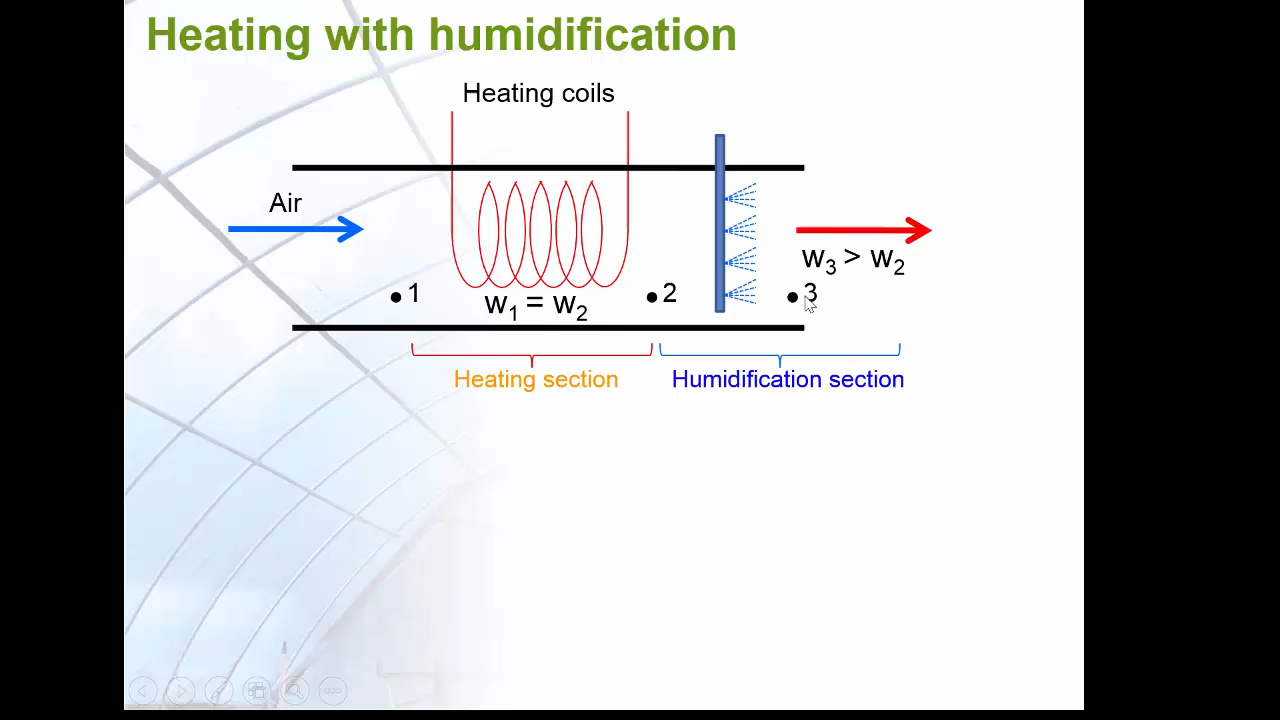 Heating with humidification
Heating coils
Air
w3 > w2
1
w1 = w2
2
3
Heating section
Humidification section